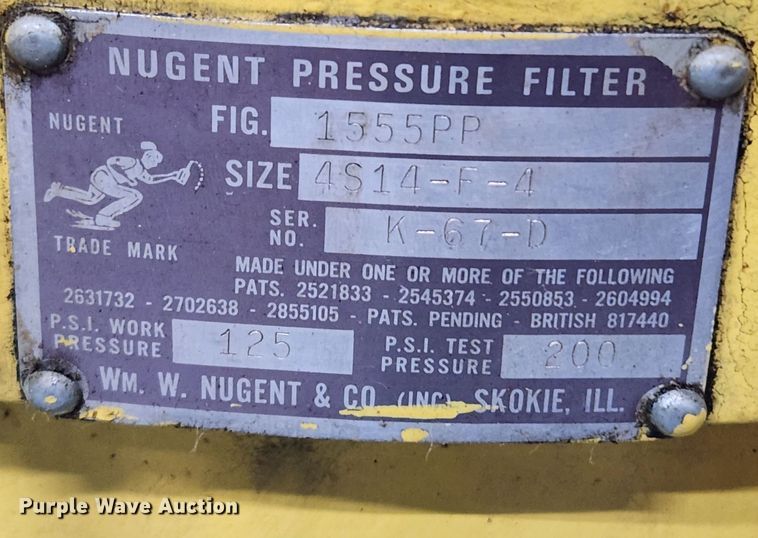 NUGENT PRESSURE FILTER
NUGENT
FIG. 1555PP
SIZE 4S14-F-4
SER. NO. K-67-D
TRADE MARK
MADE UNDER ONE OR MORE OF THE FOLLOWING
PATS. 2521833 - 2545374 - 2550853 - 2604994
2631732 - 2702638 - 2855105 - PATS. PENDING - BRITISH 817440
P.S.I. WORK PRESSURE 125
P.S.I. TEST PRESSURE 200
WM. W. NUGENT & CO. (INC) SKOKIE, ILL.
Purple Wave Auction